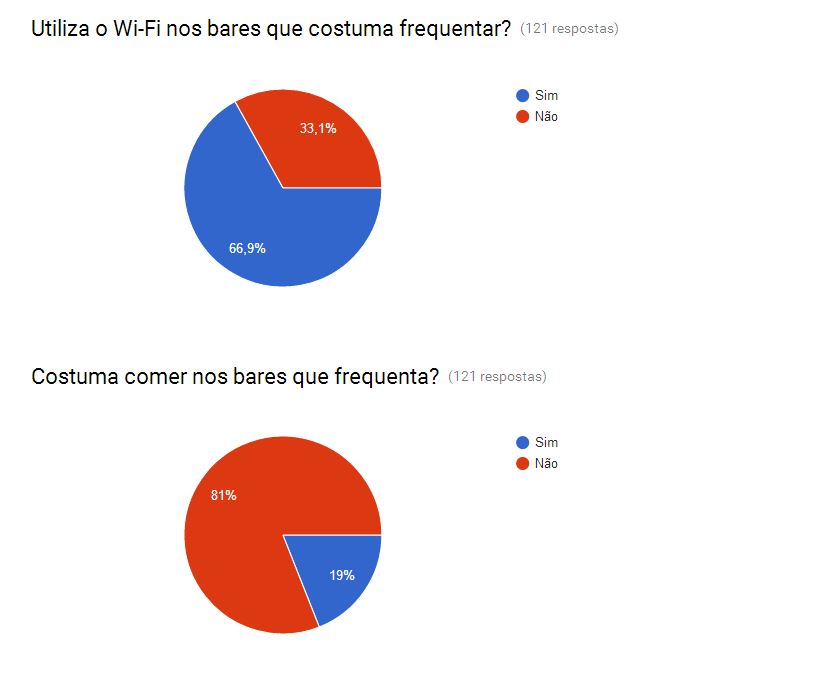 Utiliza o Wi-Fi nos bares que costuma frequentar? (121 respostas)
Sim
Não
33,1%
66,9%
Costuma comer nos bares que frequenta? (121 respostas)
Sim
Não
81%
19%